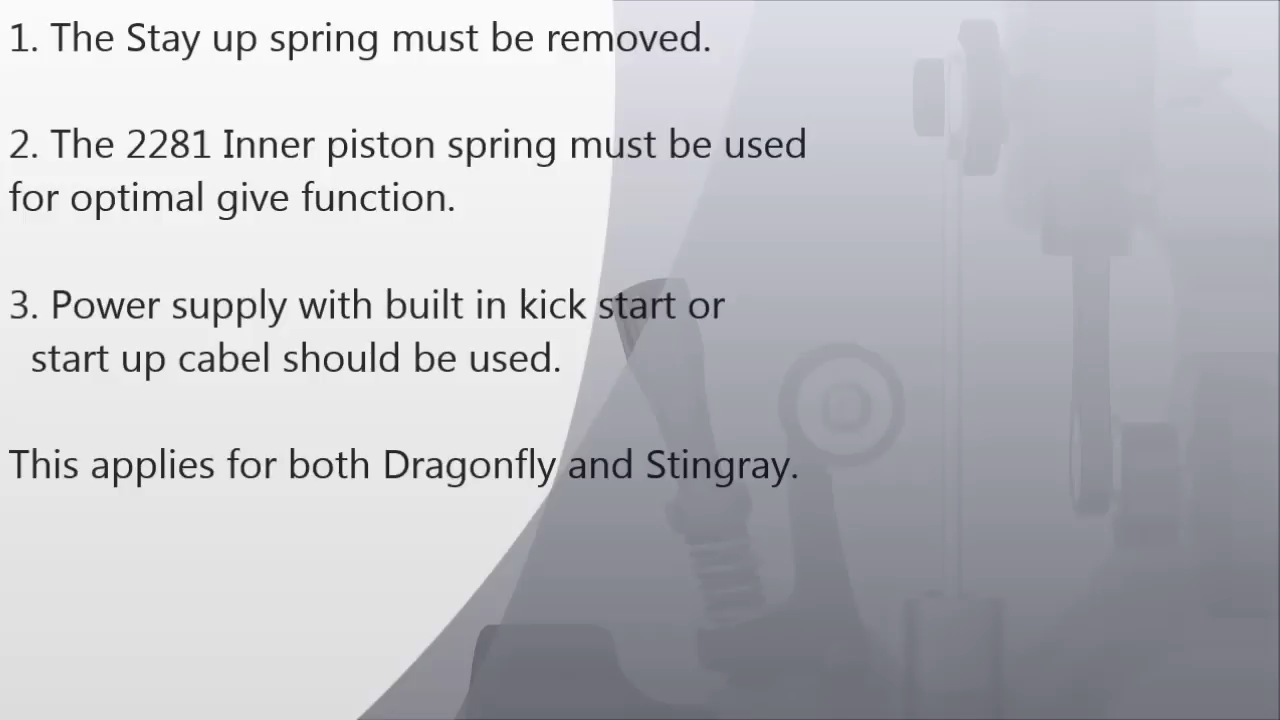 1. The Stay up spring must be removed.
2. The 2281 Inner piston spring must be used
for optimal give function.
3. Power supply with built in kick start or
start up cabel should be used.
This applies for both Dragonfly and Stingray.